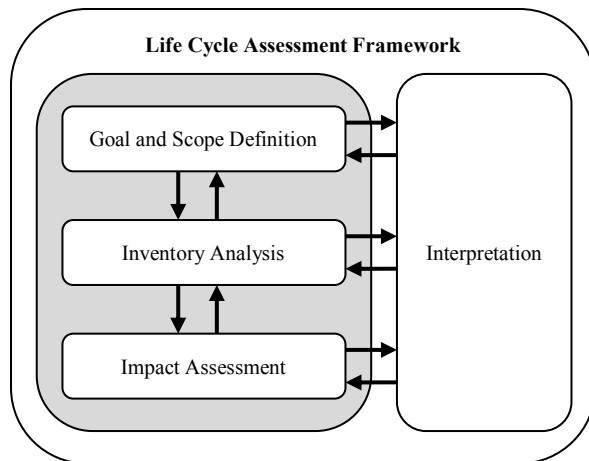 Life Cycle Assessment Framework
Goal and Scope Definition
Inventory Analysis
Interpretation
Impact Assessment